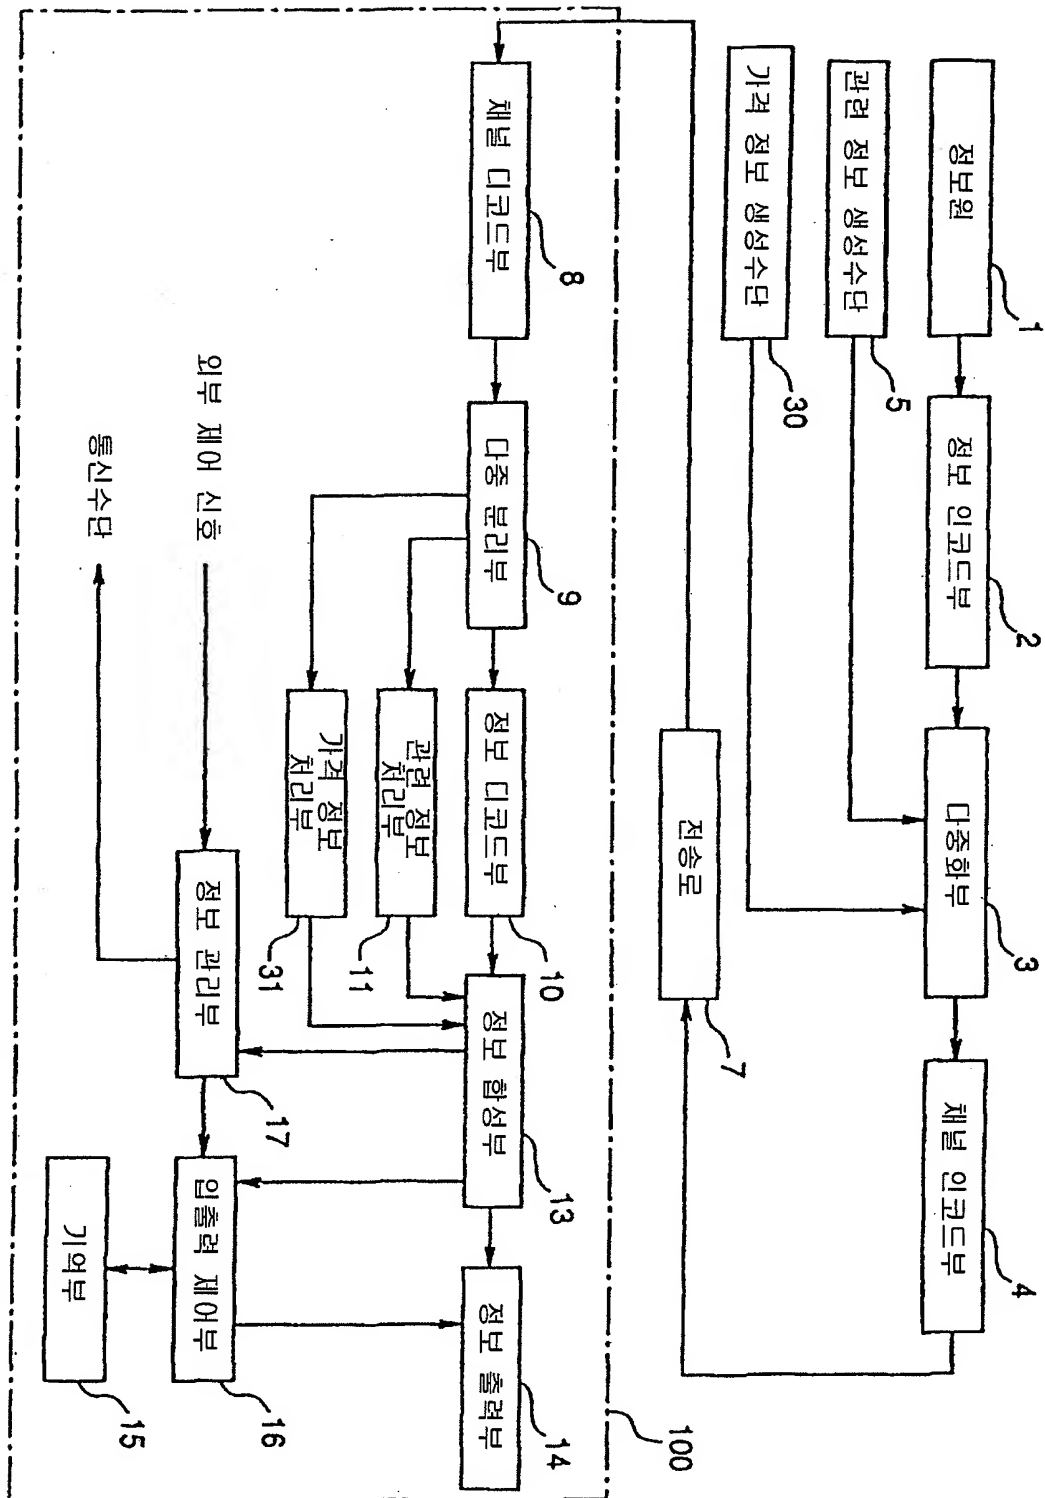 정보원
1
정보 인코드부
2
다중화부
3
채널 인코드부
4
관련 정보 생성수단
5
가격 정보 생성수단
30
전송로
7
100
채널 디코드부
8
다중 분리부
9
정보 디코드부
10
정보 합성부
13
정보 출력부
14
관련 정보
처리부
11
가격 정보
처리부
31
외부 제어 신호
정보 관리부
17
입출력 제어부
16
통신수단
기억부
15